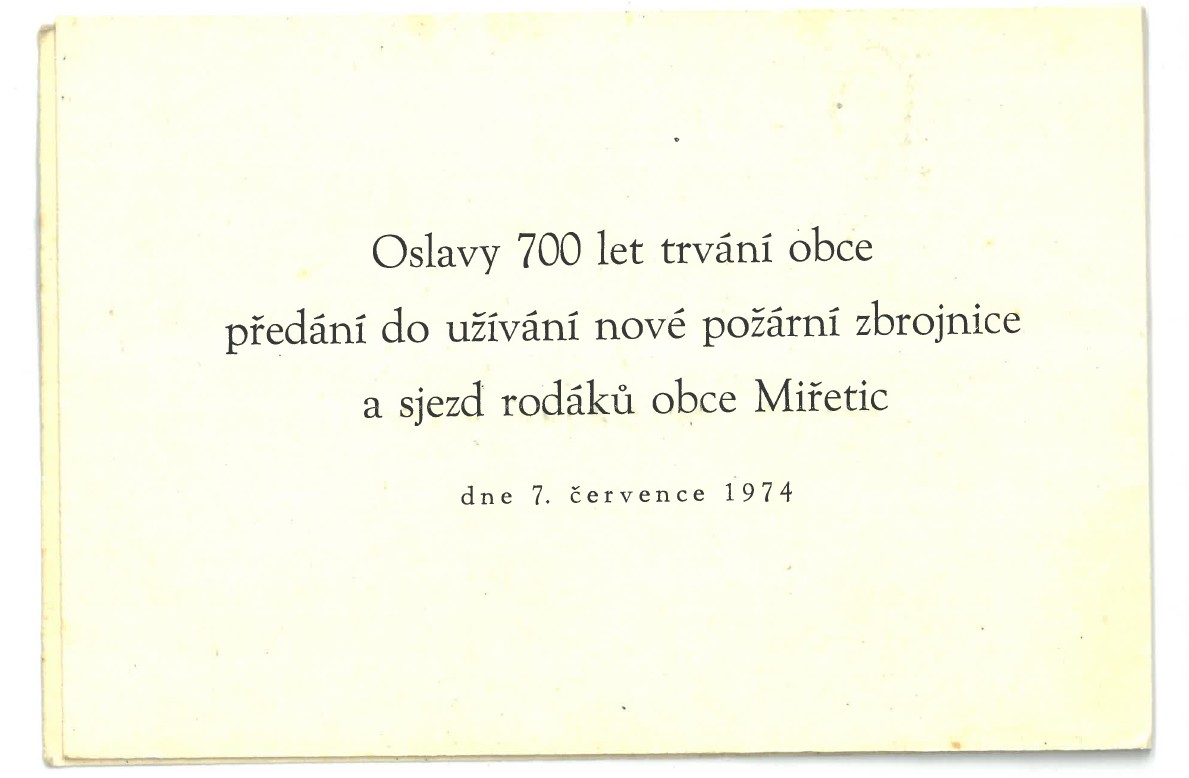 Oslavy 700 let trvání obce
předání do užívání nové požární zbrojnice
a sjezd rodáků obce Miřetic
dne 7. července 1974